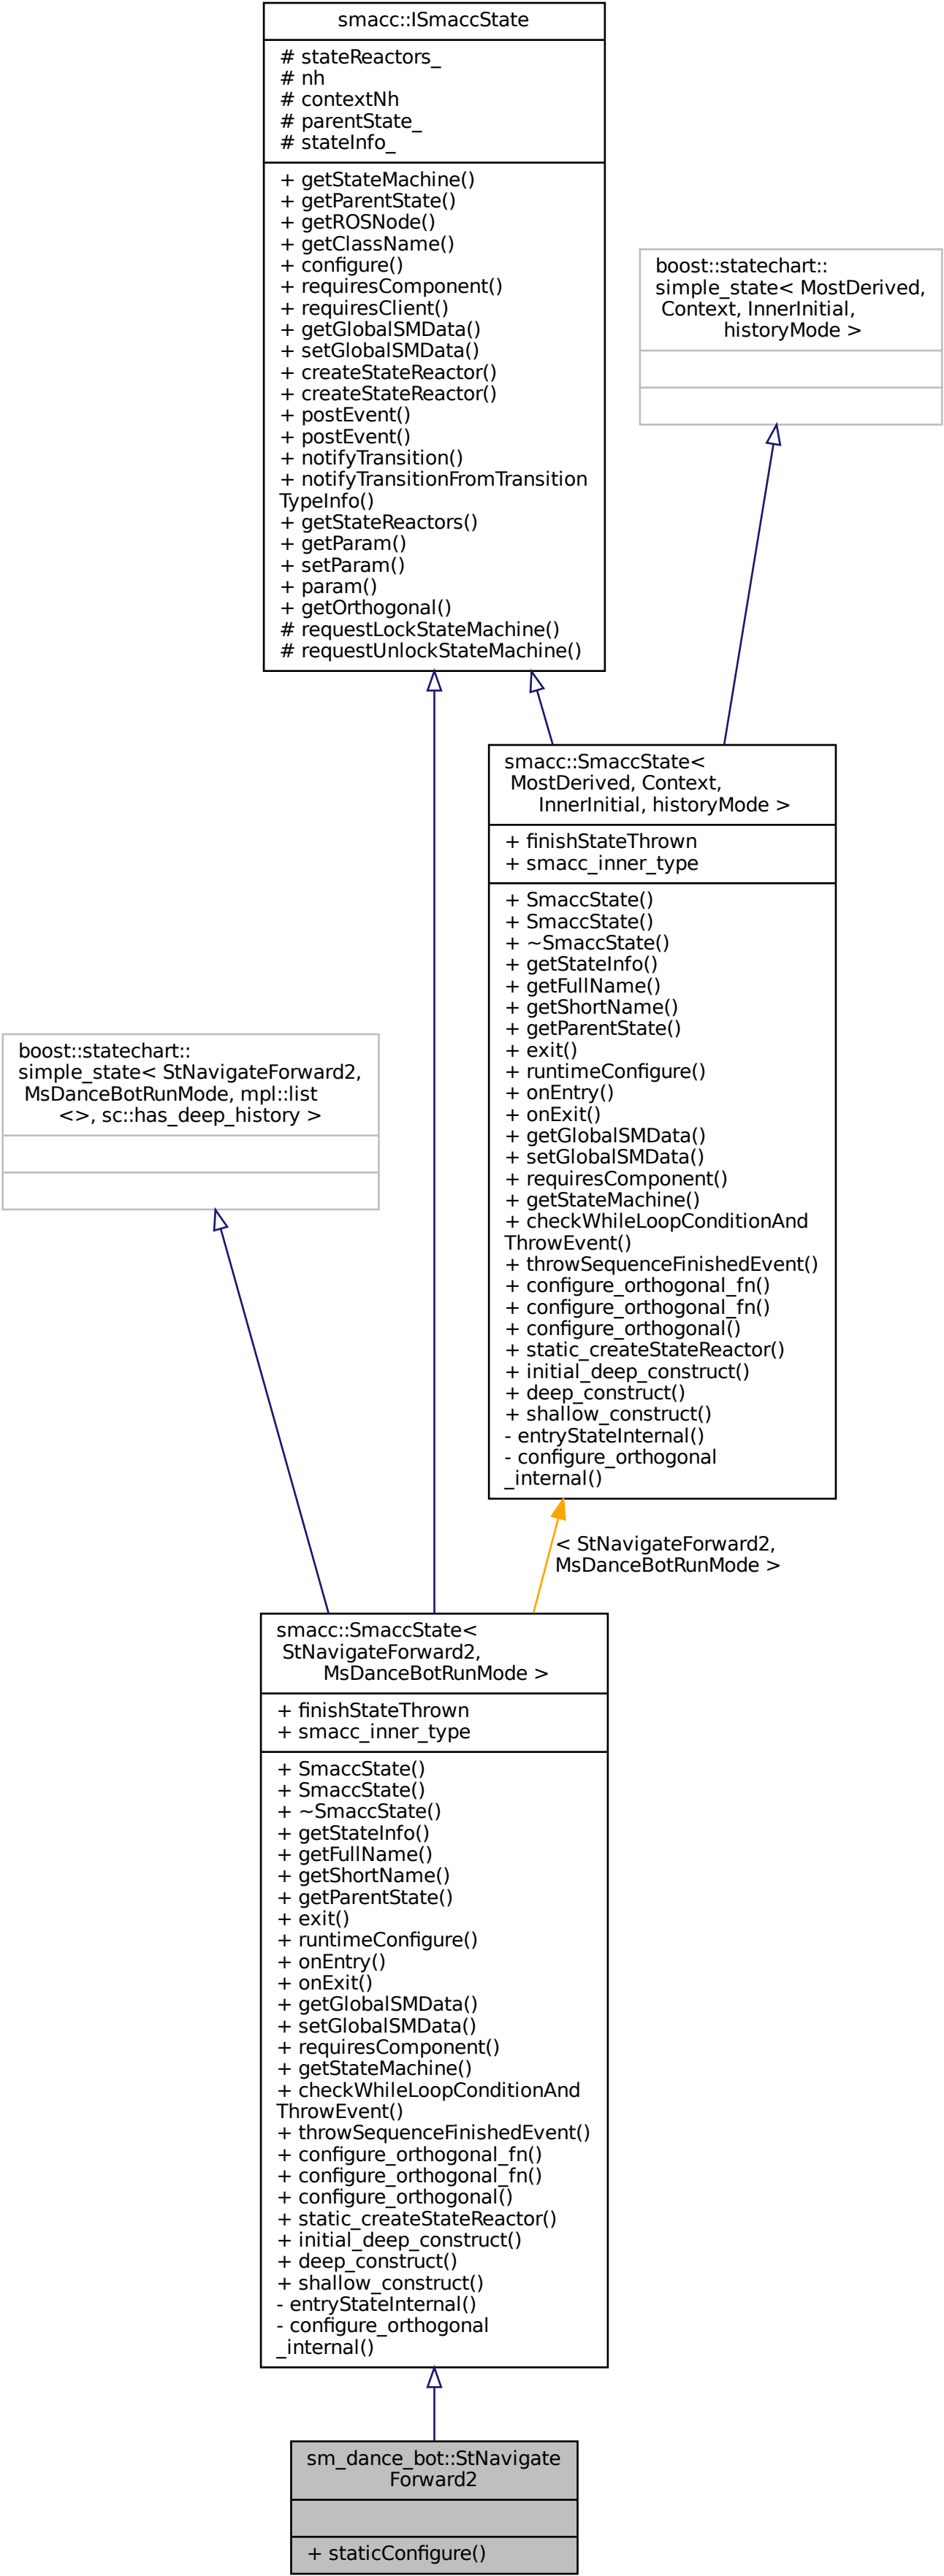 smacc::ISmaccState
# stateReactors_
# nh
# contextNh
# parentState_
# stateInfo_
+ getStateMachine()
+ getParentState()
+ getROSNode()
+ getClassName()
+ configure()
+ requiresComponent()
+ requiresClient()
+ getGlobalSMData()
+ setGlobalSMData()
+ createStateReactor()
+ createStateReactor()
+ postEvent()
+ postEvent()
+ notifyTransition()
+ notifyTransitionFromTransition
TypeInfo()
+ getStateReactors()
+ getParam()
+ setParam()
+ param()
+ getOrthogonal()
# requestLockStateMachine()
# requestUnlockStateMachine()
boost::statechart::
simple_state< MostDerived,
Context, InnerInitial,
historyMode >
smacc::SmaccState<
MostDerived, Context,
InnerInitial, historyMode >
+ finishStateThrown
+ smacc_inner_type
+ SmaccState()
+ SmaccState()
+ ~SmaccState()
+ getStateInfo()
+ getFullName()
+ getShortName()
+ getParentState()
+ exit()
+ runtimeConfigure()
+ onEntry()
+ onExit()
+ getGlobalSMData()
+ setGlobalSMData()
+ requiresComponent()
+ getStateMachine()
+ checkWhileLoopConditionAnd
ThrowEvent()
+ throwSequenceFinishedEvent()
+ configure_orthogonal_fn()
+ configure_orthogonal_fn()
+ configure_orthogonal()
+ static_createStateReactor()
+ initial_deep_construct()
+ deep_construct()
+ shallow_construct()
- entryStateInternal()
- configure_orthogonal
_internal()
boost::statechart::
simple_state< StNavigateForward2,
MsDanceBotRunMode, mpl::list
<>, sc::has_deep_history >
< StNavigateForward2,
MsDanceBotRunMode >
smacc::SmaccState<
StNavigateForward2,
MsDanceBotRunMode >
+ finishStateThrown
+ smacc_inner_type
+ SmaccState()
+ SmaccState()
+ ~SmaccState()
+ getStateInfo()
+ getFullName()
+ getShortName()
+ getParentState()
+ exit()
+ runtimeConfigure()
+ onEntry()
+ onExit()
+ getGlobalSMData()
+ setGlobalSMData()
+ requiresComponent()
+ getStateMachine()
+ checkWhileLoopConditionAnd
ThrowEvent()
+ throwSequenceFinishedEvent()
+ configure_orthogonal_fn()
+ configure_orthogonal_fn()
+ configure_orthogonal()
+ static_createStateReactor()
+ initial_deep_construct()
+ deep_construct()
+ shallow_construct()
- entryStateInternal()
- configure_orthogonal
_internal()
sm_dance_bot::StNavigate
Forward2
+ staticConfigure()